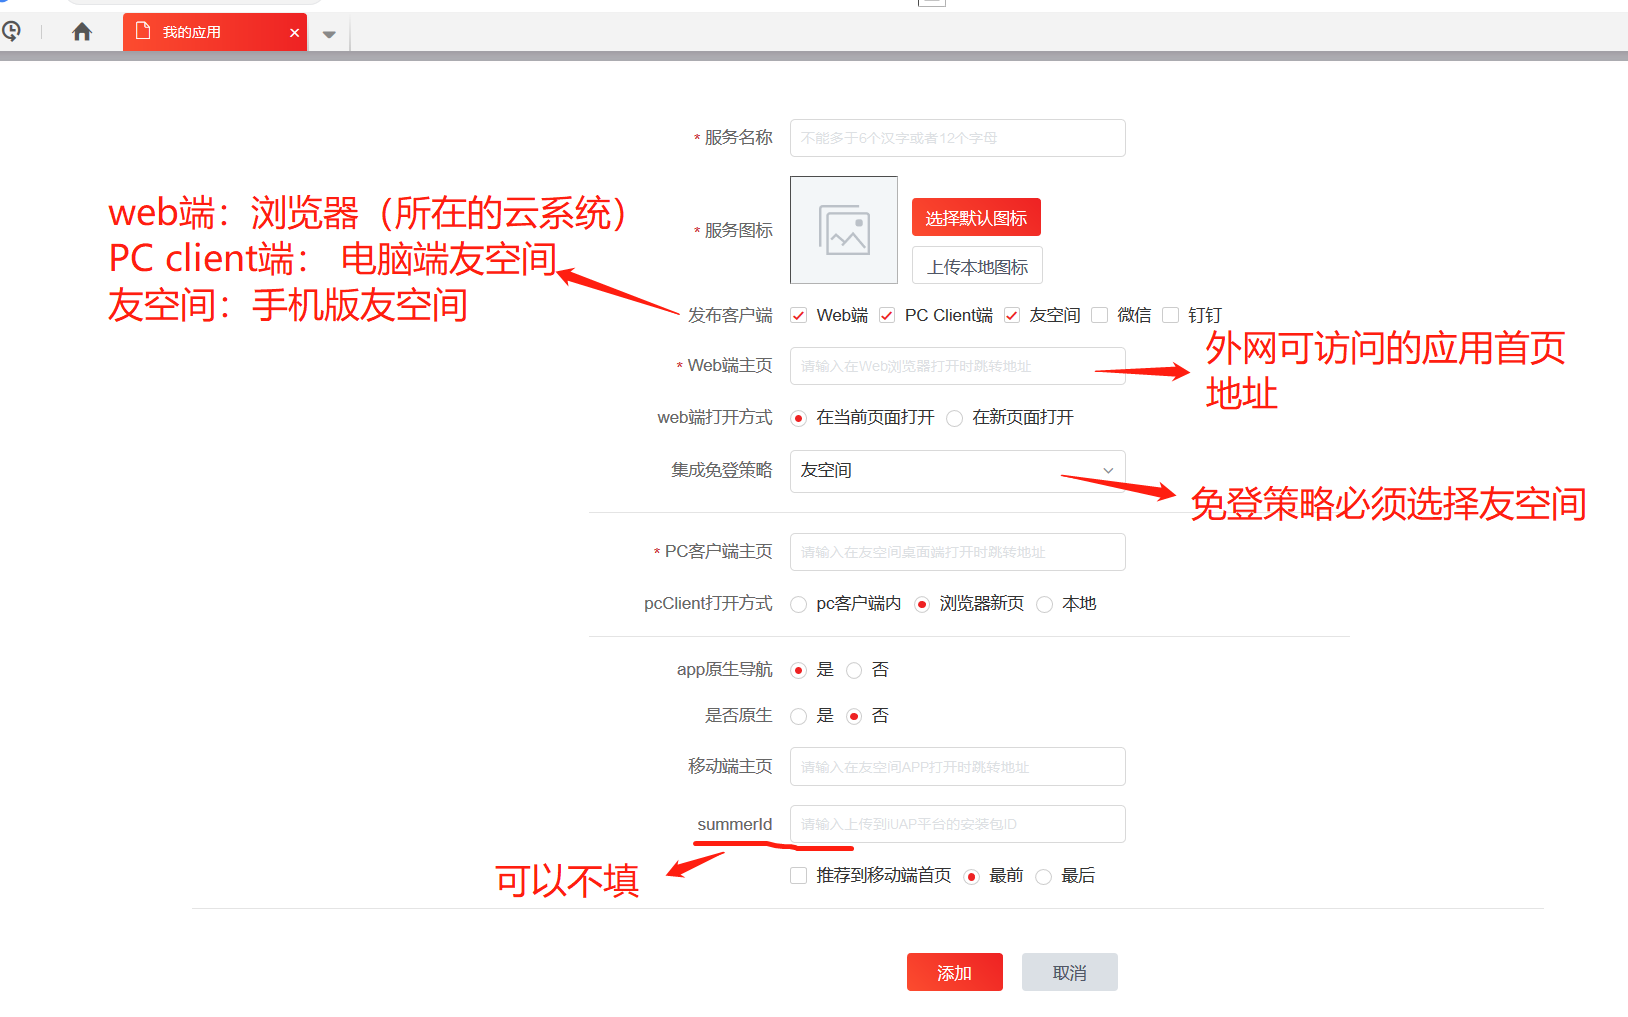 我的应用
* 服务名称 不能多于6个汉字或者12个字母
web端：浏览器（所在的云系统）
PC client端： 电脑端友空间
友空间：手机版友空间
* 服务图标 选择默认图标
上传本地图标
发布客户端 Web端 PC Client端 友空间 微信 钉钉
* Web端主页 请输入在Web浏览器打开时跳转地址
外网可访问的应用首页
地址
web端打开方式 在当前页面打开 在新页面打开
集成免登策略 友空间
免登策略必须选择友空间
* PC客户端主页 请输入在友空间桌面端打开时跳转地址
pcClient打开方式 pc客户端内 浏览器新页 本地
app原生导航 是 否
是否原生 是 否
移动端主页 请输入在友空间APP打开时跳转地址
summerId 请输入上传到iUAP平台的安装包ID
可以不填
推荐到移动端首页 最前 最后
添加 取消